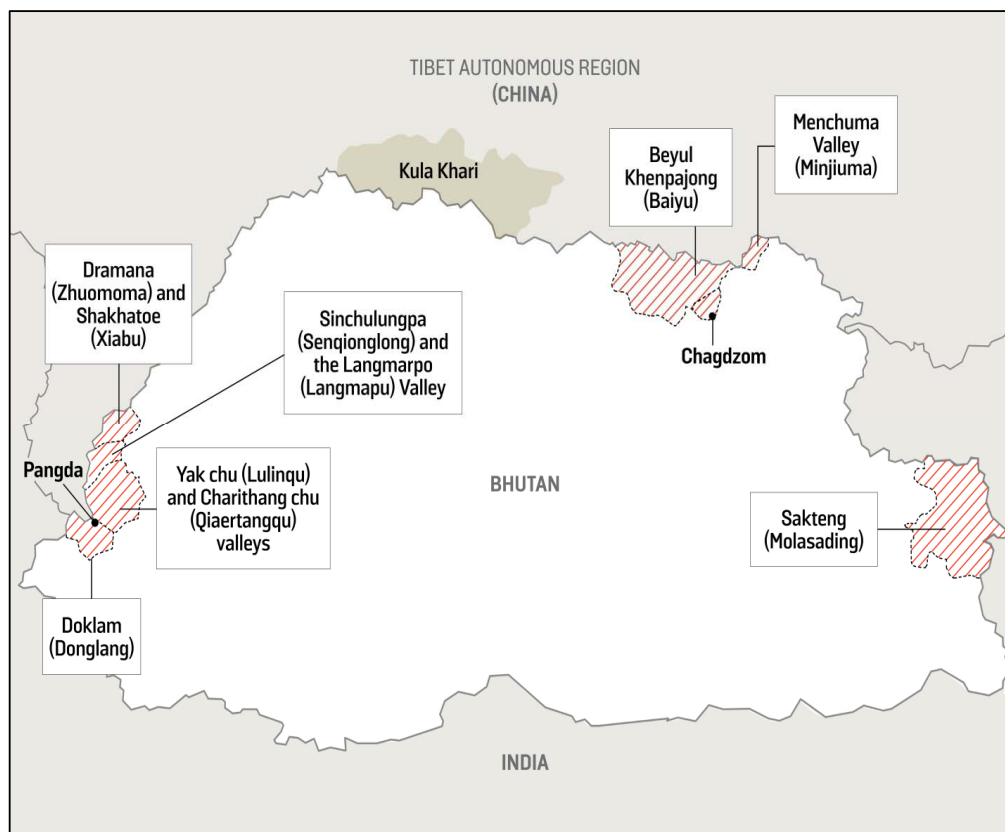 TIBET AUTONOMOUS REGION
(CHINA)
Kula Khari
Beyul
Khenpajong
(Baiyu)
Menchuma
Valley
(Minjiuma)
Dramana
(Zhuomoma) and
Shakhatoe
(Xiabu)
Sinchulungpa
(Senqionglong) and
the Langmarpo
(Langmapu) Valley
Chagdzom
Pangda
Yak chu (Lulinqu)
and Charithang chu
(Qiaertangqu)
valleys
BHUTAN
Sakteng
(Molasading)
Doklam
(Donglang)
INDIA